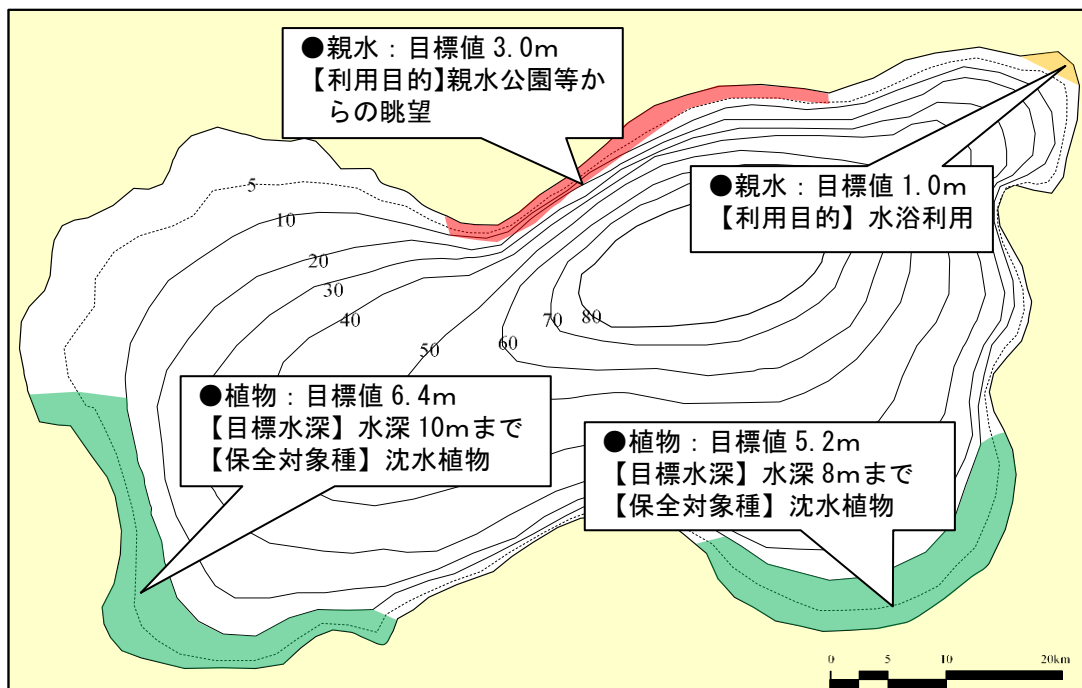 ●親水：目標値 3.0m
【利用目的】親水公園等か
らの眺望
●親水：目標値 1.0m
【利用目的】水浴利用
5
10
20
30
40
50
60
70
80
●植物：目標値 6.4m
【目標水深】水深 10mまで
【保全対象種】沈水植物
●植物：目標値 5.2m
【目標水深】水深 8mまで
【保全対象種】沈水植物
0 5 10 20km